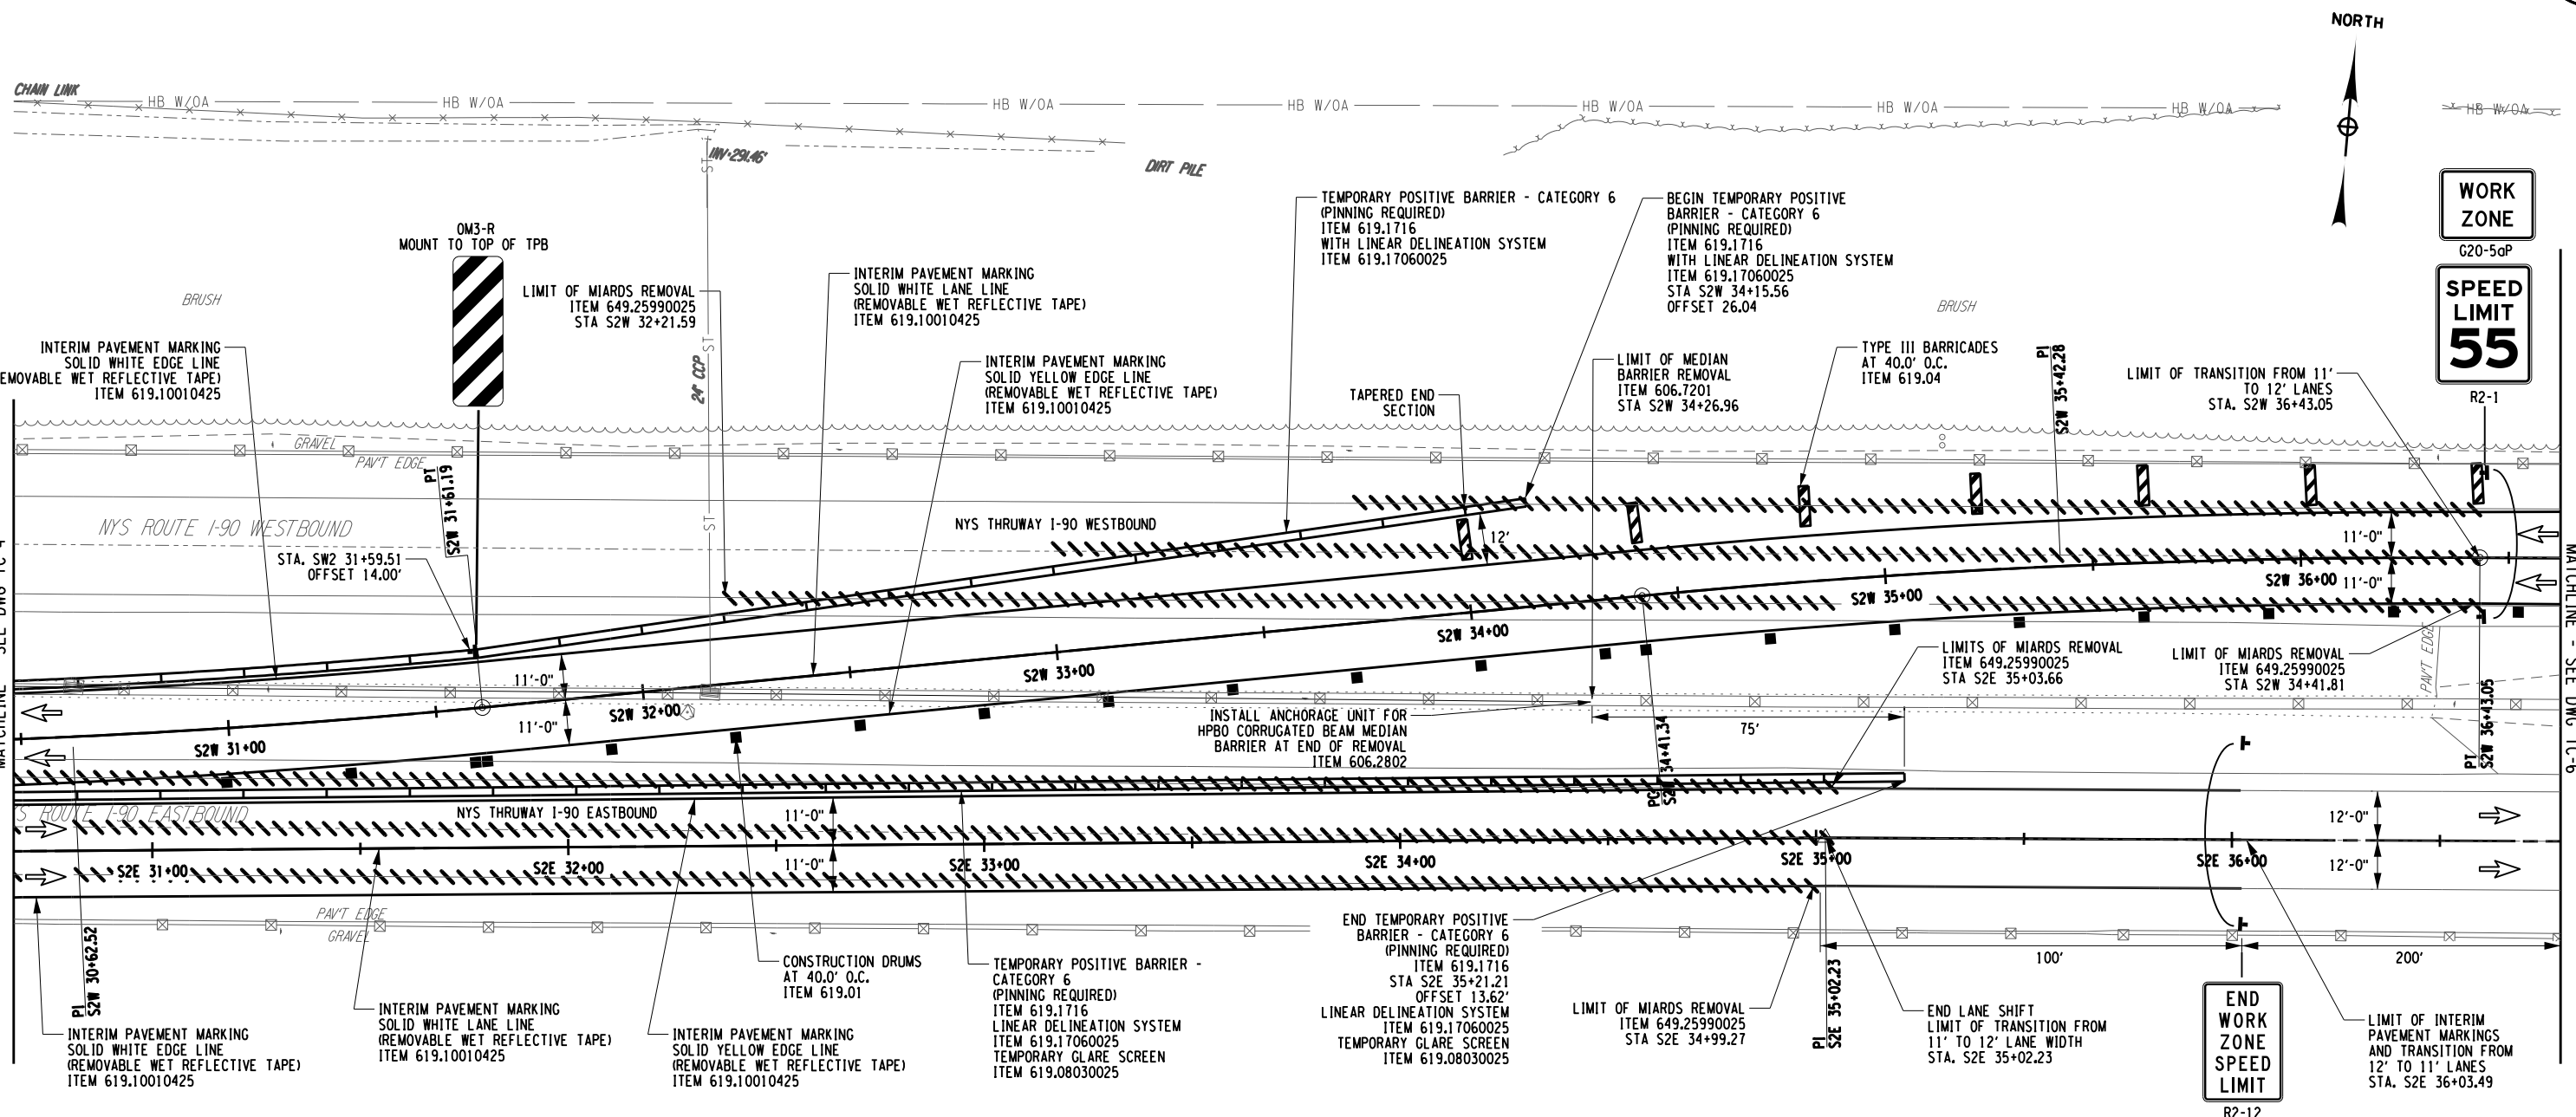 NORTH
CHAIN LINK
HB W/OA
HB W/OA
HB W/OA
HB W/OA
HB W/OA
HB W/OA
HB W/OA
HB W/OA
INV=291.46'
ST
DIRT PILE
WORK
ZONE
G20-5aP
SPEED
LIMIT
55
R2-1
OM3-R
MOUNT TO TOP OF TPB
TEMPORARY POSITIVE BARRIER - CATEGORY 6
(PINNING REQUIRED)
ITEM 619.1716
WITH LINEAR DELINEATION SYSTEM
ITEM 619.17060025
BEGIN TEMPORARY POSITIVE
BARRIER - CATEGORY 6
(PINNING REQUIRED)
ITEM 619.1716
WITH LINEAR DELINEATION SYSTEM
ITEM 619.17060025
STA S2W 34+15.56
OFFSET 26.04
BRUSH
LIMIT OF MIARDS REMOVAL
ITEM 649.25990025
STA S2W 32+21.59
INTERIM PAVEMENT MARKING
SOLID WHITE LANE LINE
(REMOVABLE WET REFLECTIVE TAPE)
ITEM 619.10010425
BRUSH
INTERIM PAVEMENT MARKING
SOLID WHITE EDGE LINE
EMOVABLE WET REFLECTIVE TAPE)
ITEM 619.10010425
24" CCP
ST
INTERIM PAVEMENT MARKING
SOLID YELLOW EDGE LINE
(REMOVABLE WET REFLECTIVE TAPE)
ITEM 619.10010425
TAPERED END
SECTION
LIMIT OF MEDIAN
BARRIER REMOVAL
ITEM 606.7201
STA S2W 34+26.96
TYPE III BARRICADES
AT 40.0' O.C.
ITEM 619.04
PI
S2W 35+42.28
LIMIT OF TRANSITION FROM 11'
TO 12' LANES
STA. S2W 36+43.05
GRAVEL
PAV'T EDGE
PT
S2W 31+61.19
NYS ROUTE I-90 WESTBOUND
ST
NYS THRUWAY I-90 WESTBOUND
12'
11'-0"
STA. SW2 31+59.51
OFFSET 14.00'
S2W 36+00
11'-0"
S2W 35+00
S2W 34+00
MATCHLINE - SEE DWG TC-6
S2W 33+00
11'-0"
LIMITS OF MIARDS REMOVAL
ITEM 649.25990025
STA S2E 35+03.66
LIMIT OF MIARDS REMOVAL
ITEM 649.25990025
STA S2W 34+41.81
PAV'T EDGE
S2W 32+00
11'-0"
INSTALL ANCHORAGE UNIT FOR
HPBO CORRUGATED BEAM MEDIAN
BARRIER AT END OF REMOVAL
ITEM 606.2802
75'
PC
S2W 34+41.34
PT
S2W 36+43.05
S2W 31+00
NYS THRUWAY I-90 EASTBOUND
S ROUTE I-90 EASTBOUND
11'-0"
12'-0"
S2E 31+00
S2E 32+00
11'-0"
S2E 33+00
S2E 34+00
S2E 35+00
S2E 36+00
12'-0"
PAV'T EDGE
GRAVEL
PI
S2W 30+62.52
CONSTRUCTION DRUMS
AT 40.0' O.C.
ITEM 619.01
TEMPORARY POSITIVE BARRIER -
CATEGORY 6
(PINNING REQUIRED)
ITEM 619.1716
LINEAR DELINEATION SYSTEM
ITEM 619.17060025
TEMPORARY GLARE SCREEN
ITEM 619.08030025
END TEMPORARY POSITIVE
BARRIER - CATEGORY 6
(PINNING REQUIRED)
ITEM 619.1716
STA S2E 35+21.21
OFFSET 13.62'
LINEAR DELINEATION SYSTEM
ITEM 619.17060025
TEMPORARY GLARE SCREEN
ITEM 619.08030025
100'
200'
PI
S2E 35+02.23
LIMIT OF MIARDS REMOVAL
ITEM 649.25990025
STA S2E 34+99.27
END LANE SHIFT
LIMIT OF TRANSITION FROM
11' TO 12' LANE WIDTH
STA. S2E 35+02.23
END
WORK
ZONE
SPEED
LIMIT
R2-12
LIMIT OF INTERIM
PAVEMENT MARKINGS
AND TRANSITION FROM
12' TO 11' LANES
STA. S2E 36+03.49
INTERIM PAVEMENT MARKING
SOLID WHITE EDGE LINE
(REMOVABLE WET REFLECTIVE TAPE)
ITEM 619.10010425
INTERIM PAVEMENT MARKING
SOLID WHITE LANE LINE
(REMOVABLE WET REFLECTIVE TAPE)
ITEM 619.10010425
INTERIM PAVEMENT MARKING
SOLID YELLOW EDGE LINE
(REMOVABLE WET REFLECTIVE TAPE)
ITEM 619.10010425